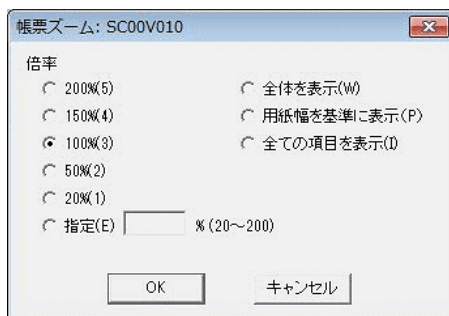 帳票ズーム: SC00V010
倍率
200%(5)
150%(4)
100%(3)
50%(2)
20%(1)
指定(E) %(20～200)
全体を表示(W)
用紙幅を基準に表示(P)
全ての項目を表示(I)
OK
キャンセル